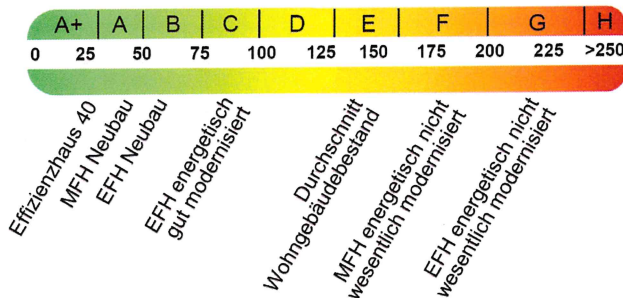 A+ A B C D E F G H
0 25 50 75 100 125 150 175 200 225 >250
Effizienzhaus 40
MFH Neubau
EFH Neubau
EFH energetisch
gut modernisiert
Durchschnitt
Wohngebäudebestand
MFH energetisch nicht
wesentlich modernisiert
EFH energetisch nicht
wesentlich modernisiert